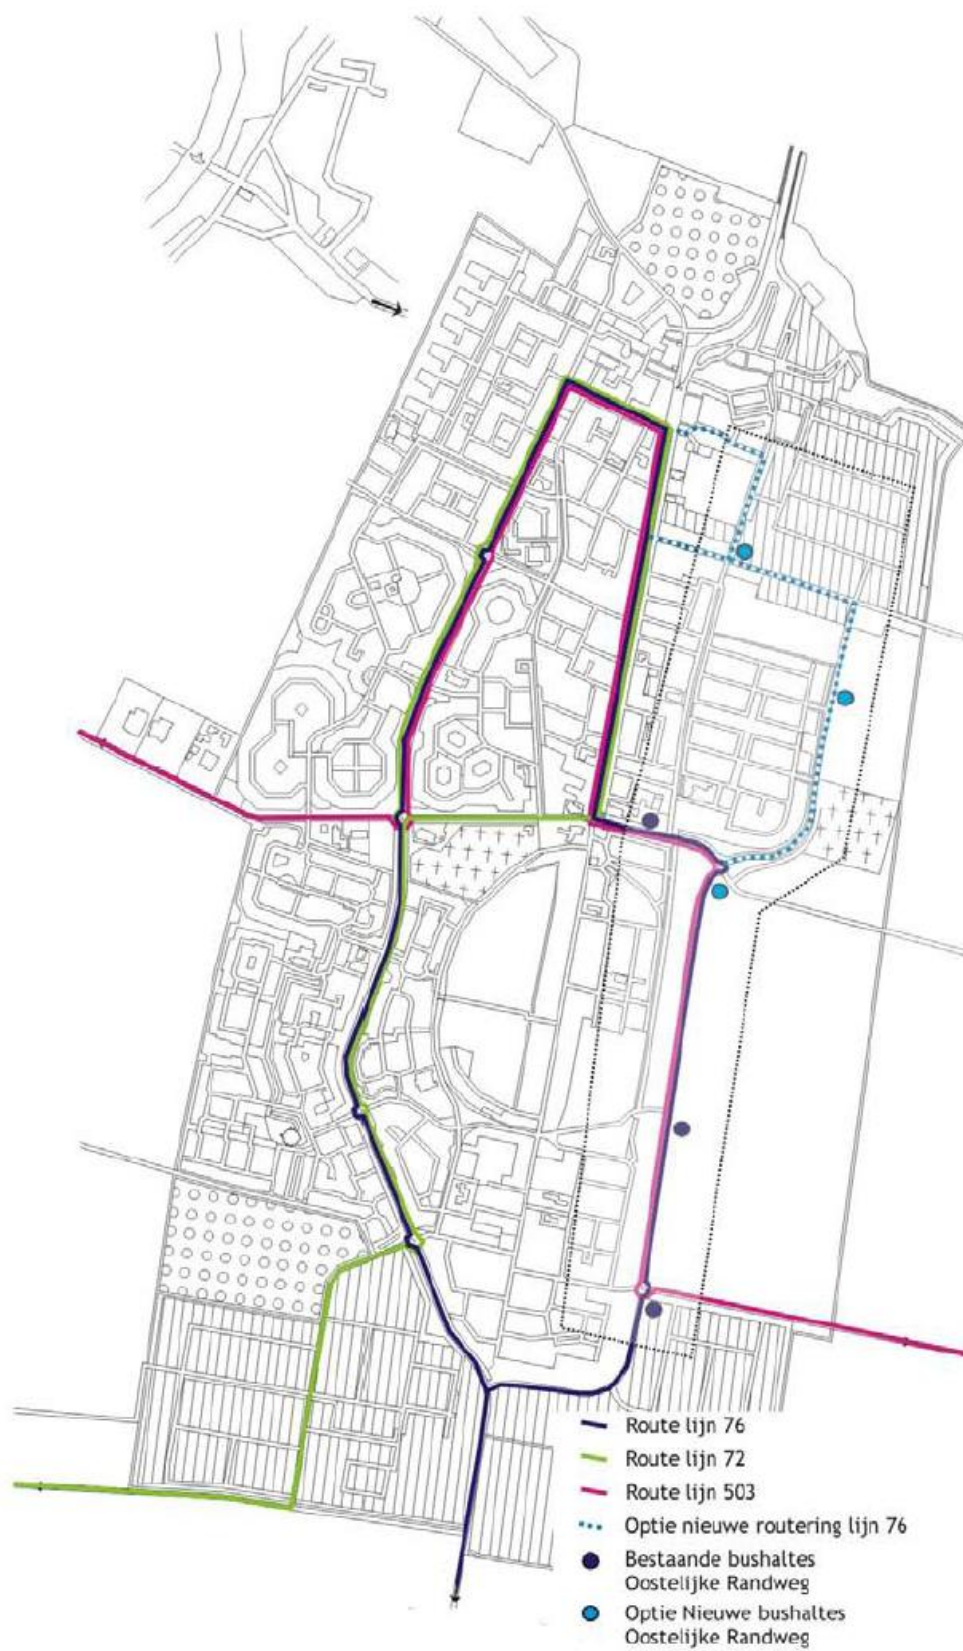 Route lijn 76
Route lijn 72
Route lijn 503
Optie nieuwe routering lijn 76
Bestaande bushaltes
Oostelijke Randweg
Optie Nieuwe bushaltes
Oostelijke Randweg